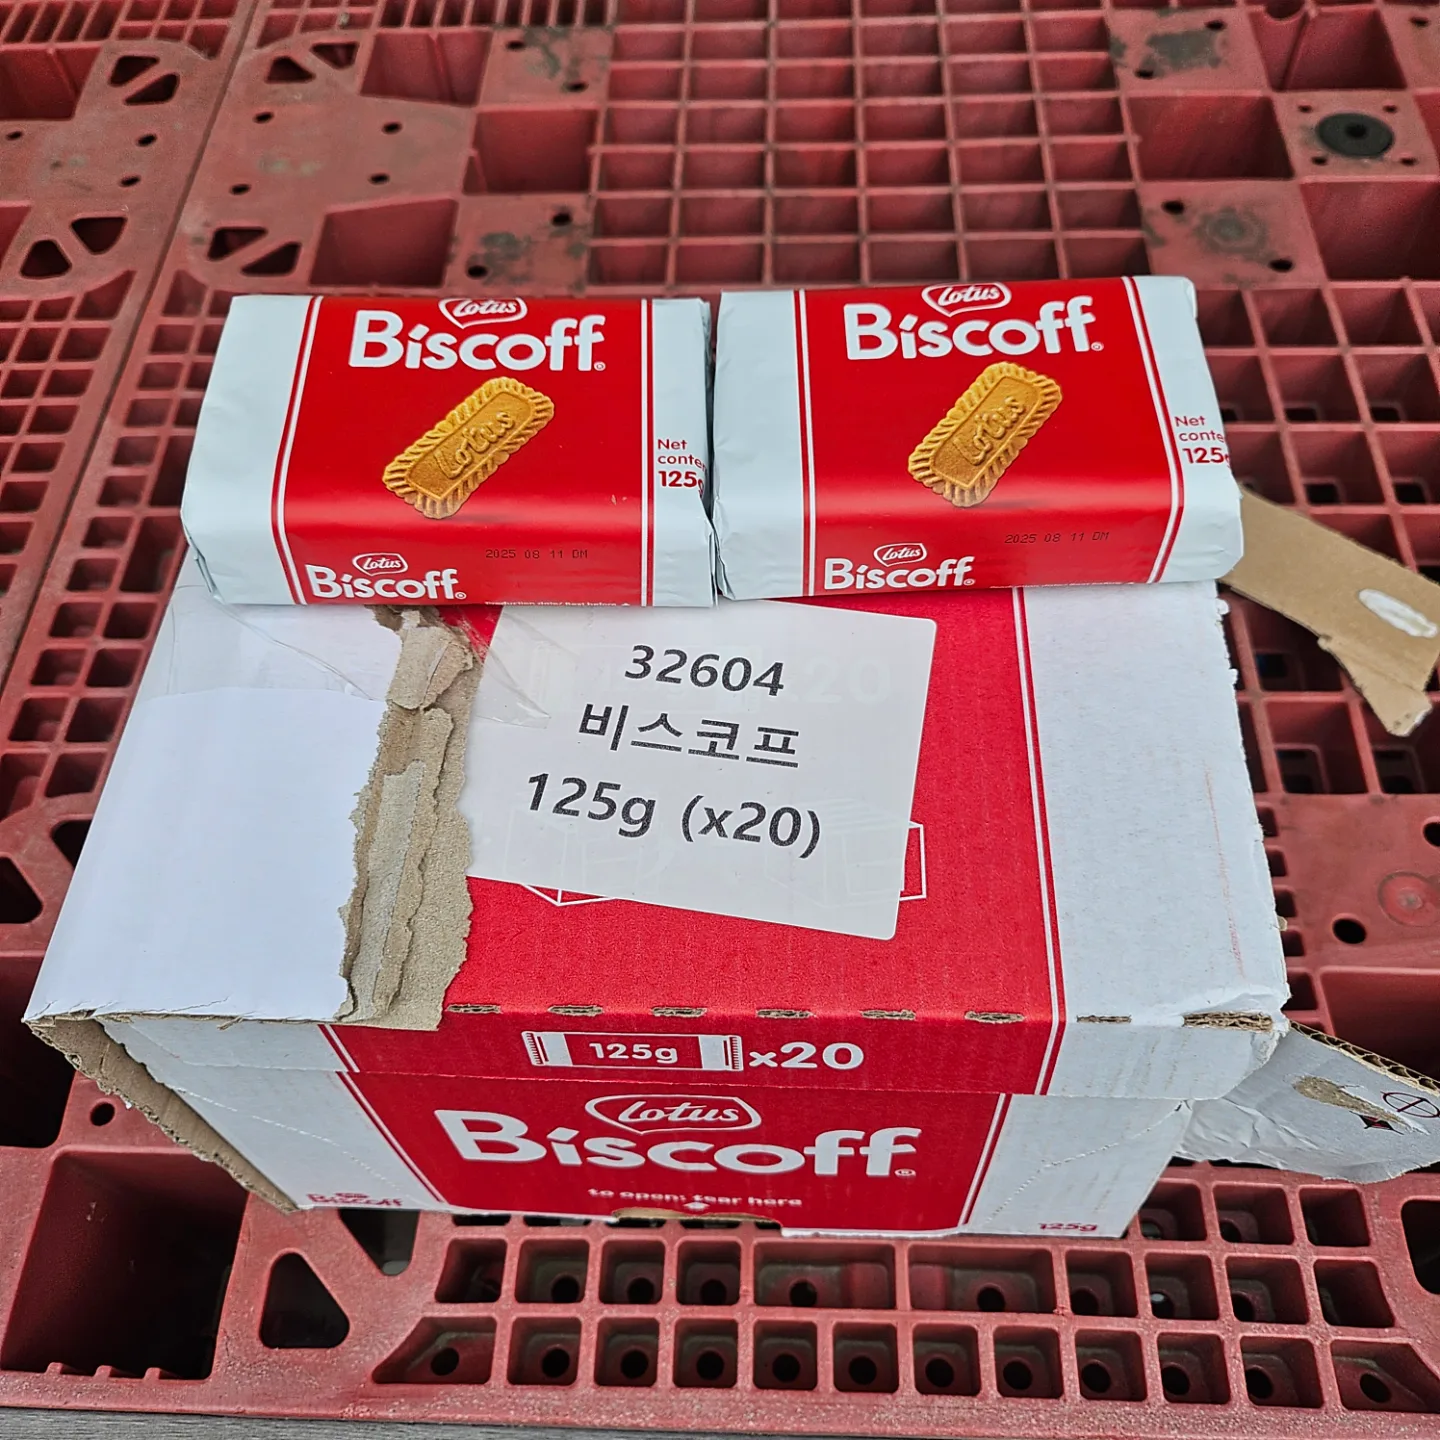 Lotus
Biscoff®
Lotus
Net
conte
125g
2025 08 11 DM
Lotus
Biscoff®
Lotus
Biscoff®
Lotus
Net
conte
125g
2025 08 11 DM
Lotus
Biscoff®
32604
비스코프
125g (x20)
125g x20
Lotus
Biscoff®
to open: tear here
Biscoff
125g